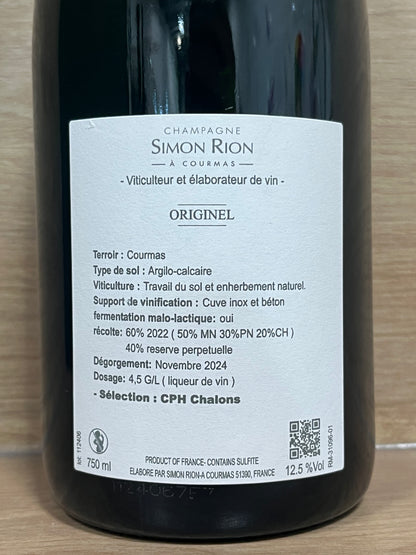 CHAMPAGNE
SIMON RION
À COURMAS
- Viticulteur et élaborateur de vin -
ORIGINEL
Terroir : Courmas
Type de sol : Argilo-calcaire
Viticulture : Travail du sol et enherbement naturel.
Support de vinification : Cuve inox et béton
fermentation malo-lactique: oui
récolte: 60% 2022 ( 50% MN 30%PN 20%CH )
40% reserve perpetuelle
Dégorgement: Novembre 2024
Dosage: 4,5 G/L ( liqueur de vin )
- Sélection : CPH Chalons
lot: 112406
750 ml
PRODUCT OF FRANCE- CONTAINS SULFITE
ELABORE PAR SIMON RION-A COURMAS 51390, FRANCE
12.5 %Vol
RM-31096-01